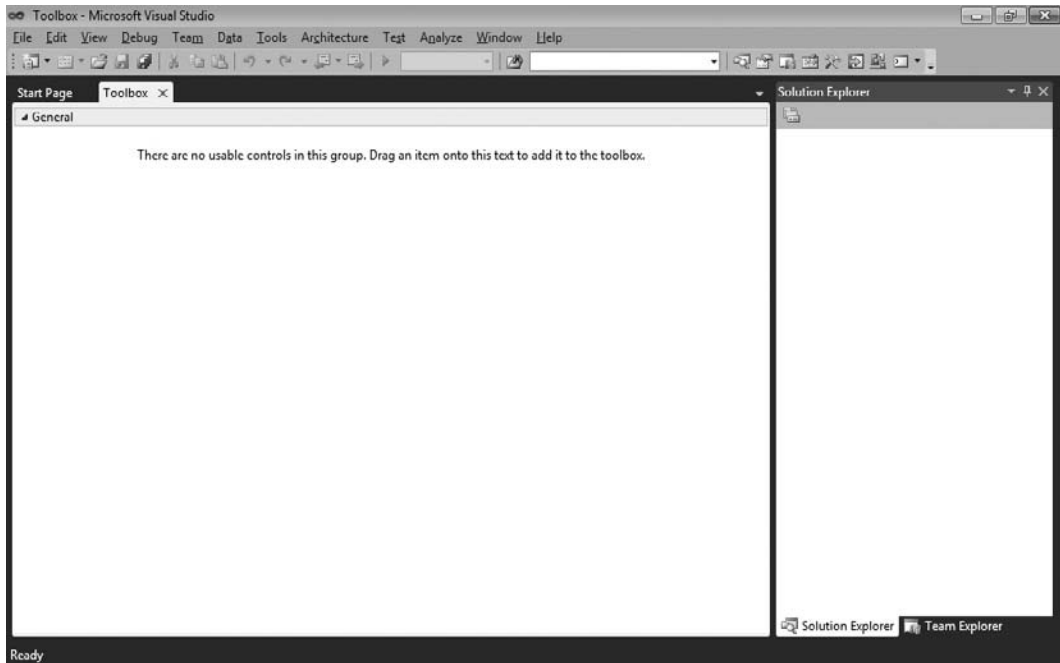 Toolbox - Microsoft Visual Studio
File Edit View Debug Team Data Tools Architecture Test Analyze Window Help
Start Page Toolbox
Solution Explorer
General
There are no usable controls in this group. Drag an item onto this text to add it to the toolbox.
Solution Explorer Team Explorer
Ready